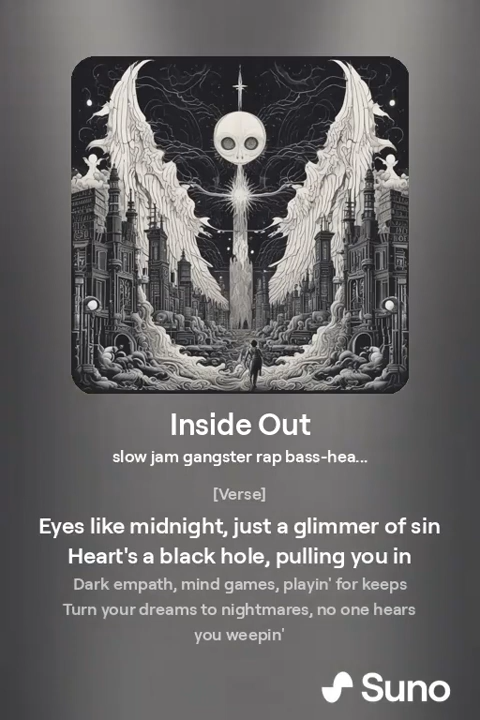 Inside Out
slow jam gangster rap bass-hea...
[Verse]
Eyes like midnight, just a glimmer of sin
Heart's a black hole, pulling you in
Dark empath, mind games, playin' for keeps
Turn your dreams to nightmares, no one hears
you weepin'
Suno